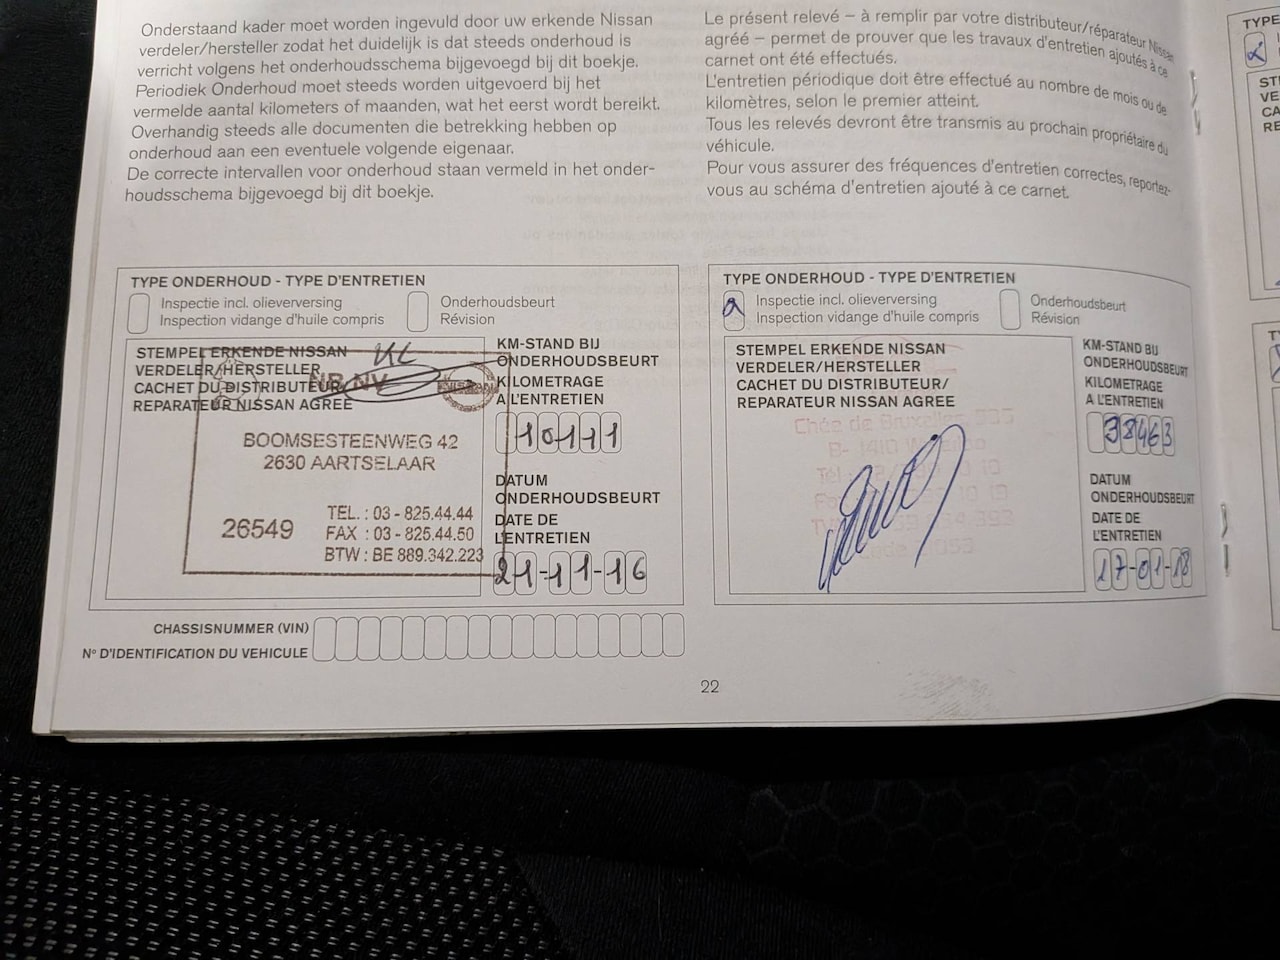 Onderstaand kader moet worden ingevuld door uw erkende Nissan
verdeler/hersteller zodat het duidelijk is dat steeds onderhoud is
verricht volgens het onderhoudsschema bijgevoegd bij dit boekje.
Periodiek Onderhoud moet steeds worden uitgevoerd bij het
vermelde aantal kilometers of maanden, wat het eerst wordt bereikt.
Overhandig steeds alle documenten die betrekking hebben op
onderhoud aan een eventuele volgende eigenaar.
De correcte intervallen voor onderhoud staan vermeld in het onder-
houdsschema bijgevoegd bij dit boekje.
Le présent relevé – à remplir par votre distributeur/réparateur Nissan
agréé – permet de prouver que les travaux d'entretien ajoutés à ce
carnet ont été effectués.
L'entretien périodique doit être effectué au nombre de mois ou de
kilomètres, selon le premier atteint.
Tous les relevés devront être transmis au prochain propriétaire du
véhicule.
Pour vous assurer des fréquences d'entretien correctes, reportez-
vous au schéma d'entretien ajouté à ce carnet.
TYPE ONDERHOUD - TYPE D'ENTRETIEN
Inspectie incl. olieverversing
Inspection vidange d'huile compris
Onderhoudsbeurt
Révision
STEMPEL ERKENDE NISSAN
VERDELER/HERSTELLER
CACHET DU DISTRIBUTEUR/
REPARATEUR NISSAN AGREE
NB NV
NISSAN
BOOMSESTEENWEG 42
2630 AARTSELAAR
26549
TEL. : 03 - 825.44.44
FAX : 03 - 825.44.50
BTW : BE 889.342.223
KM-STAND BIJ
ONDERHOUDSBEURT
KILOMETRAGE
A L'ENTRETIEN
10111
DATUM
ONDERHOUDSBEURT
DATE DE
L'ENTRETIEN
21-11-16
CHASSISNUMMER (VIN)
N° D'IDENTIFICATION DU VEHICULE
TYPE ONDERHOUD - TYPE D'ENTRETIEN
Inspectie incl. olieverversing
Inspection vidange d'huile compris
Onderhoudsbeurt
Révision
STEMPEL ERKENDE NISSAN
VERDELER/HERSTELLER
CACHET DU DISTRIBUTEUR/
REPARATEUR NISSAN AGREE
Chée de Bruxelles
B- 1410
KM-STAND BIJ
ONDERHOUDSBEURT
KILOMETRAGE
A L'ENTRETIEN
38463
DATUM
ONDERHOUDSBEURT
DATE DE
L'ENTRETIEN
17-01-18
22
TYPE